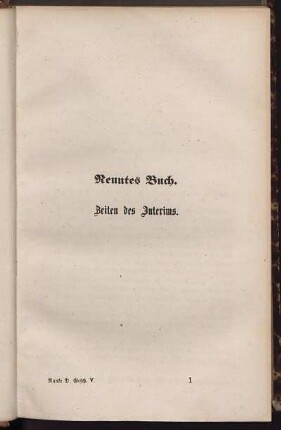 Neuntes Buch.
Zeiten des Interims.
Ranke D. Gesch. V. 1